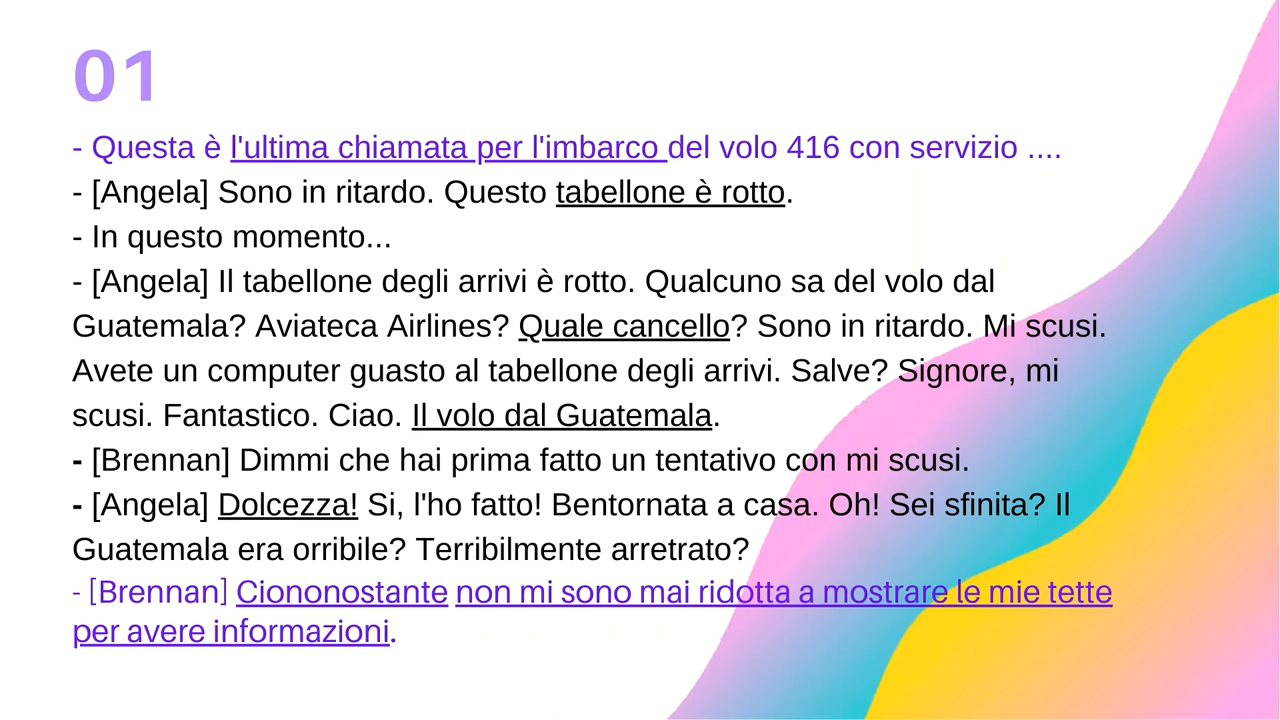 01
- Questa è l'ultima chiamata per l'imbarco del volo 416 con servizio ....
- [Angela] Sono in ritardo. Questo tabellone è rotto.
- In questo momento...
- [Angela] Il tabellone degli arrivi è rotto. Qualcuno sa del volo dal
Guatemala? Aviateca Airlines? Quale cancello? Sono in ritardo. Mi scusi.
Avete un computer guasto al tabellone degli arrivi. Salve? Signore, mi
scusi. Fantastico. Ciao. Il volo dal Guatemala.
- [Brennan] Dimmi che hai prima fatto un tentativo con mi scusi.
- [Angela] Dolcezza! Si, l'ho fatto! Bentornata a casa. Oh! Sei sfinita? Il
Guatemala era orribile? Terribilmente arretrato?
- [Brennan] Ciononostante non mi sono mai ridotta a mostrare le mie tette
per avere informazioni.